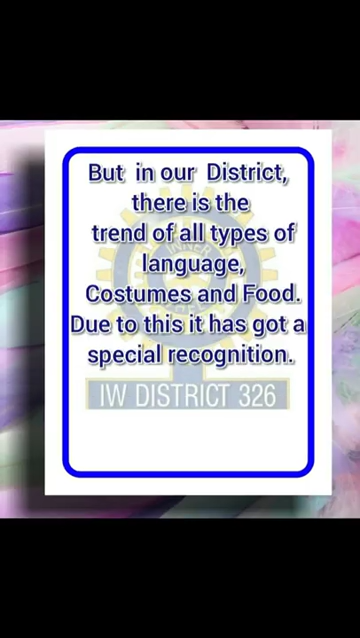 But in our District,
there is the
trend of all types of
language,
Costumes and Food.
Due to this it has got a
special recognition.
INNER
IW DISTRICT 326